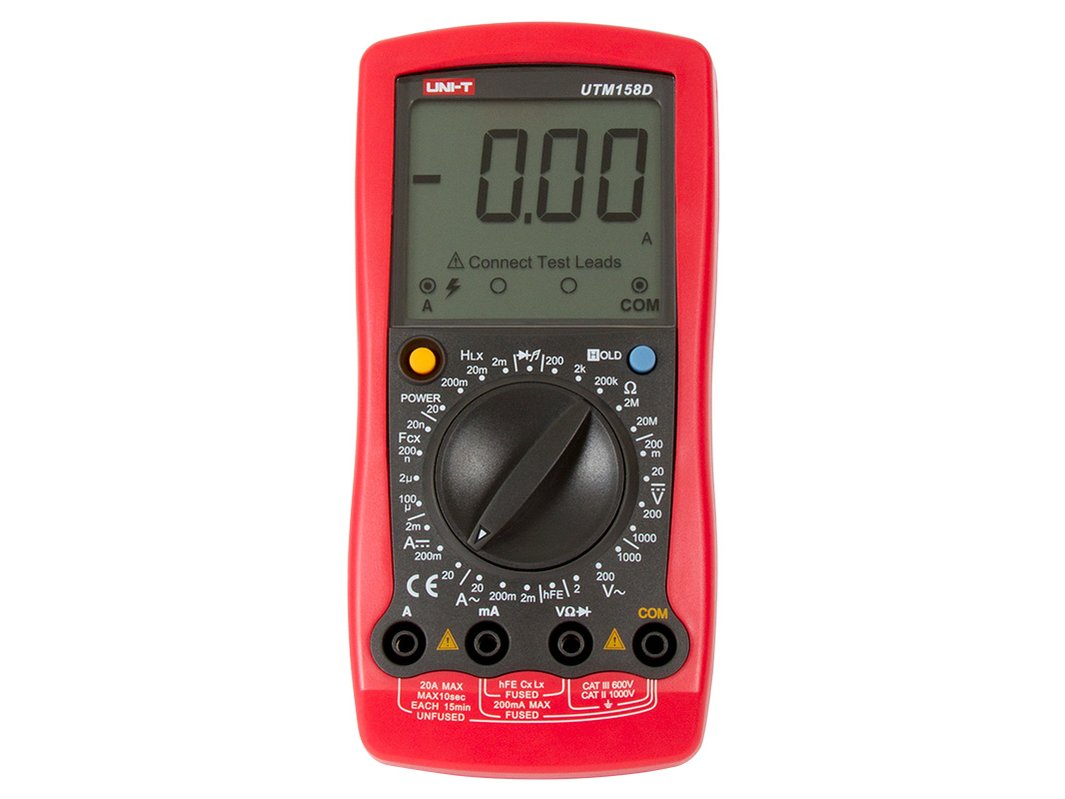 UNI-T
UTM158D
- 0.00
A
⚠ Connect Test Leads
A
COM
HLX
HOLD
200m
20m
2m
200
2k
200k
Ω
2M
20M
POWER
20
20n
Fcx
200
n
2μ
100
μ
2m
A⎓
200m
200
m
20
V⎓
200
1000
1000
200
V~
CE
20
20
A~
200m
2m
hFE
2
A
mA
VΩ
COM
20A MAX
MAX10sec
EACH 15min
UNFUSED
hFE Cx Lx
FUSED
200mA MAX
FUSED
CAT III 600V
CAT II 1000V